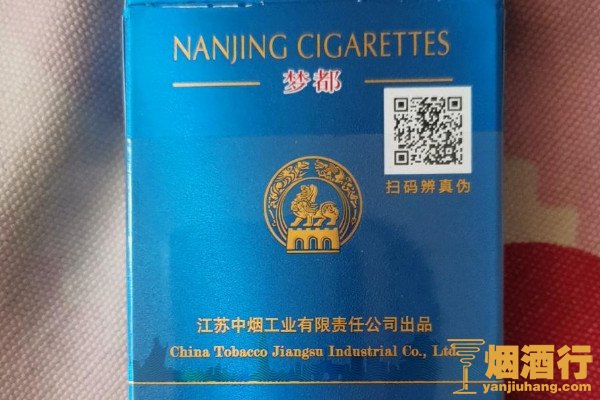 NANJING CIGARETTES
梦都
扫码辨真伪
江苏中烟工业有限责任公司出品
China Tobacco Jiangsu Industrial Co., Ltd.
烟酒行
yanjiuhang.com